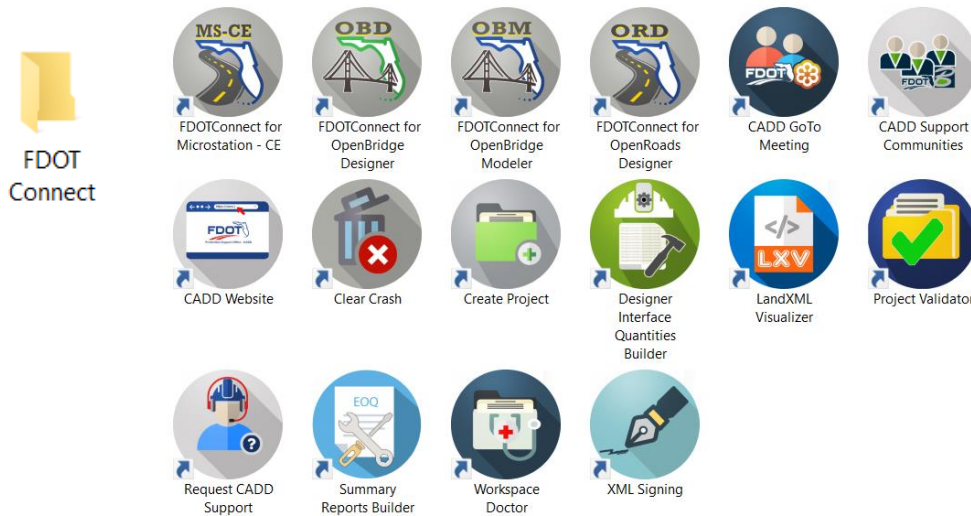 FDOT
Connect
MS-CE
OBD
OBM
ORD
FDOT
FDOT
FDOTConnect for
Microstation - CE
FDOTConnect for
OpenBridge
Designer
FDOTConnect for
OpenBridge
Modeler
FDOTConnect for
OpenRoads
Designer
CADD GoTo
Meeting
CADD Support
Communities
FDOT
CADD Website
Clear Crash
Create Project
</>
LXV
Designer
Interface
Quantities
Builder
LandXML
Visualizer
Project Validator
EOQ
?
Request CADD
Support
Summary
Reports Builder
Workspace
Doctor
XML Signing